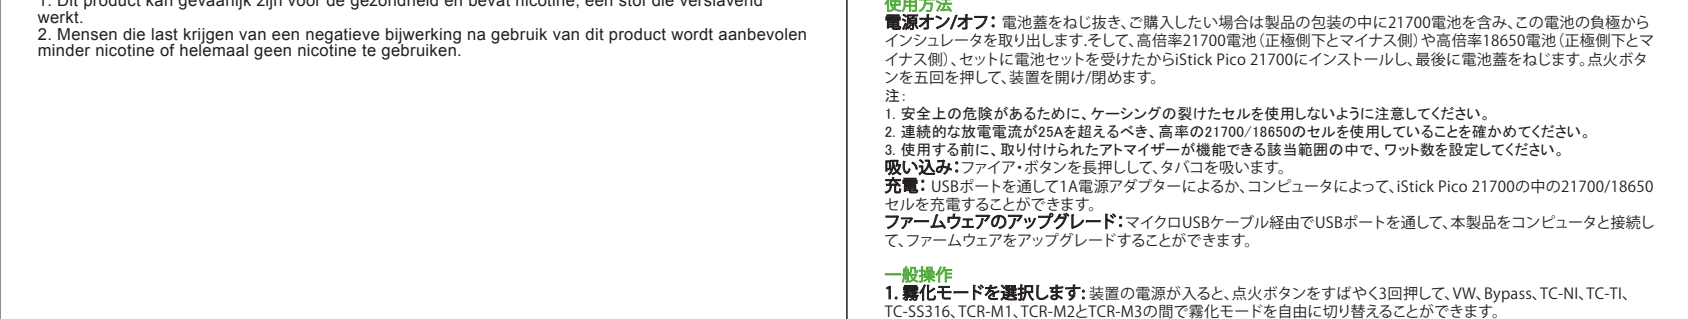 1. Dit product kan gevaarlijk zijn voor de gezondheid en bevat nicotine, een stof die verslavend
werkt.
2. Mensen die last krijgen van een negatieve bijwerking na gebruik van dit product wordt aanbevolen
minder nicotine of helemaal geen nicotine te gebruiken.
使用方法
電源オン/オフ： 電池蓋をねじ抜き、ご購入したい場合は製品の包装の中に21700電池を含み、この電池の負極から
インシュレータを取り出します.そして、高倍率21700電池（正極側下とマイナス側）や高倍率18650電池（正極側下とマ
イナス側）、セットに電池セットを受けたからiStick Pico 21700にインストールし、最後に電池蓋をねじます。点火ボタ
ンを五回を押して、装置を開け/閉めます。
注：
1. 安全上の危険があるために、ケーシングの裂けたセルを使用しないように注意してください。
2. 連続的な放電電流が25Aを超えるべき、高率の21700/18650のセルを使用していることを確かめてください。
3. 使用する前に、取り付けられたアトマイザーが機能できる該当範囲の中で、ワット数を設定してください。
吸い込み：ファイア・ボタンを長押しして、タバコを吸います。
充電： USBポートを通して1A電源アダプターによるか、コンピュータによって、iStick Pico 21700の中の21700/18650
セルを充電することができます。
ファームウェアのアップグレード：マイクロUSBケーブル経由でUSBポートを通して、本製品をコンピュータと接続し
て、ファームウェアをアップグレードすることができます。
一般操作
1. 霧化モードを選択します: 装置の電源が入ると、点火ボタンをすばやく3回押して、VW、Bypass、TC-NI、TC-TI、
TC-SS316、TCR-M1、TCR-M2とTCR-M3の間で霧化モードを自由に切り替えることができます。